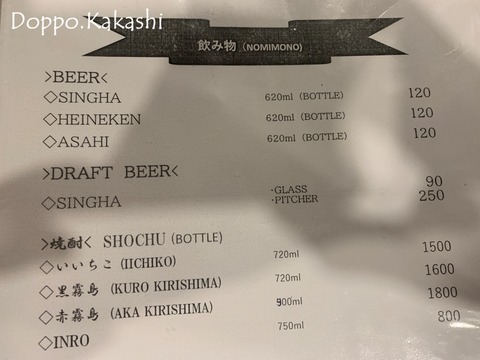 Doppo.Kakashi
飲み物 (NOMIMONO)
>BEER<
◇SINGHA 620ml (BOTTLE) 120
◇HEINEKEN 620ml (BOTTLE) 120
◇ASAHI 620ml (BOTTLE) 120
>DRAFT BEER<
◇SINGHA ・GLASS 90
・PITCHER 250
>焼酎< SHOCHU (BOTTLE)
◇いいちこ (IICHIKO) 720ml 1500
◇黒霧島 (KURO KIRISHIMA) 720ml 1600
◇赤霧島 (AKA KIRISHIMA) 900ml 1800
◇INRO 750ml 800